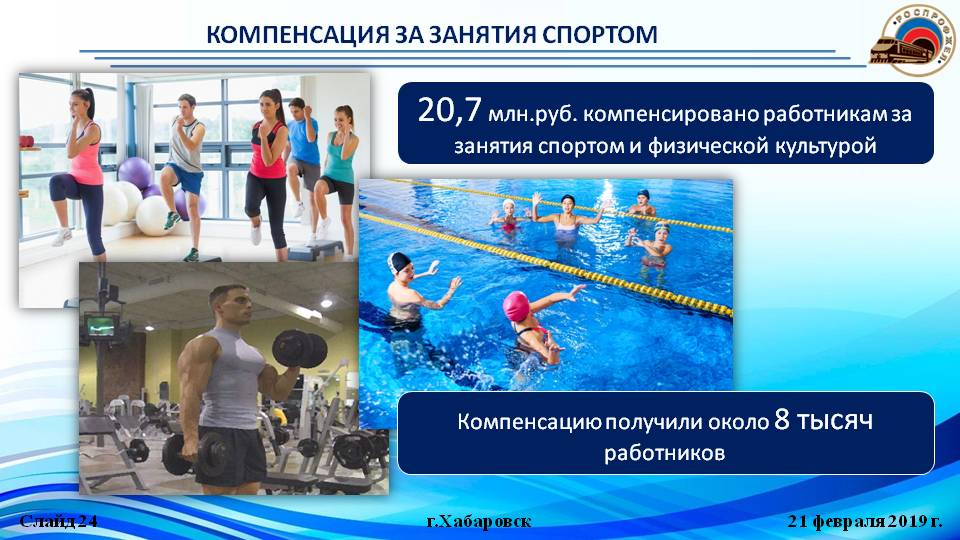 КОМПЕНСАЦИЯ ЗА ЗАНЯТИЯ СПОРТОМ
РОСПРОФЖЕЛ
20,7 млн.руб. компенсировано работникам за
занятия спортом и физической культурой
Компенсацию получили около 8 тысяч
работников
Слайд 24
г.Хабаровск
21 февраля 2019 г.